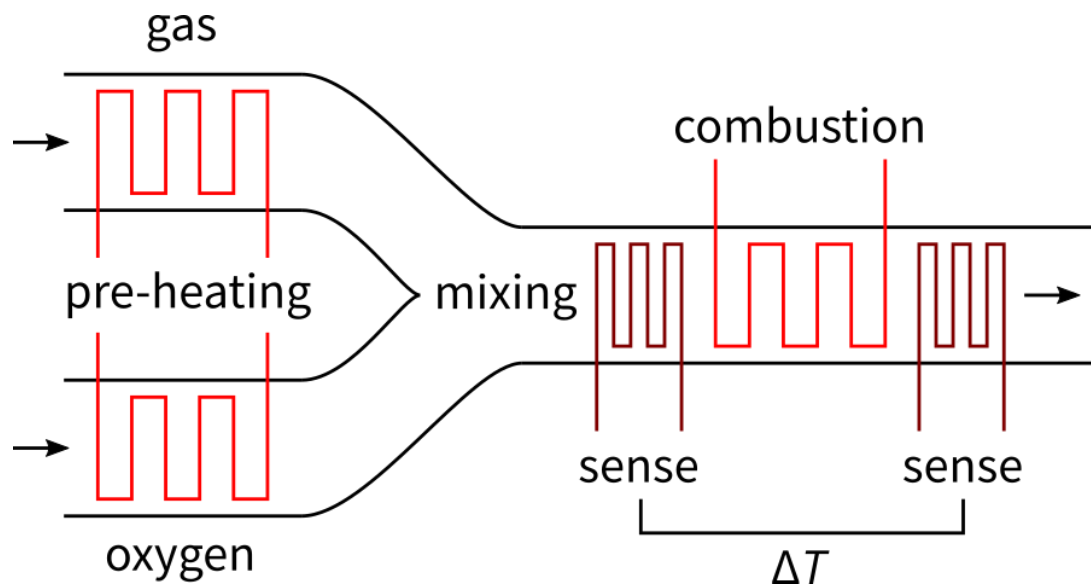 gas
combustion
pre-heating
mixing
sense
sense
oxygen
ΔT